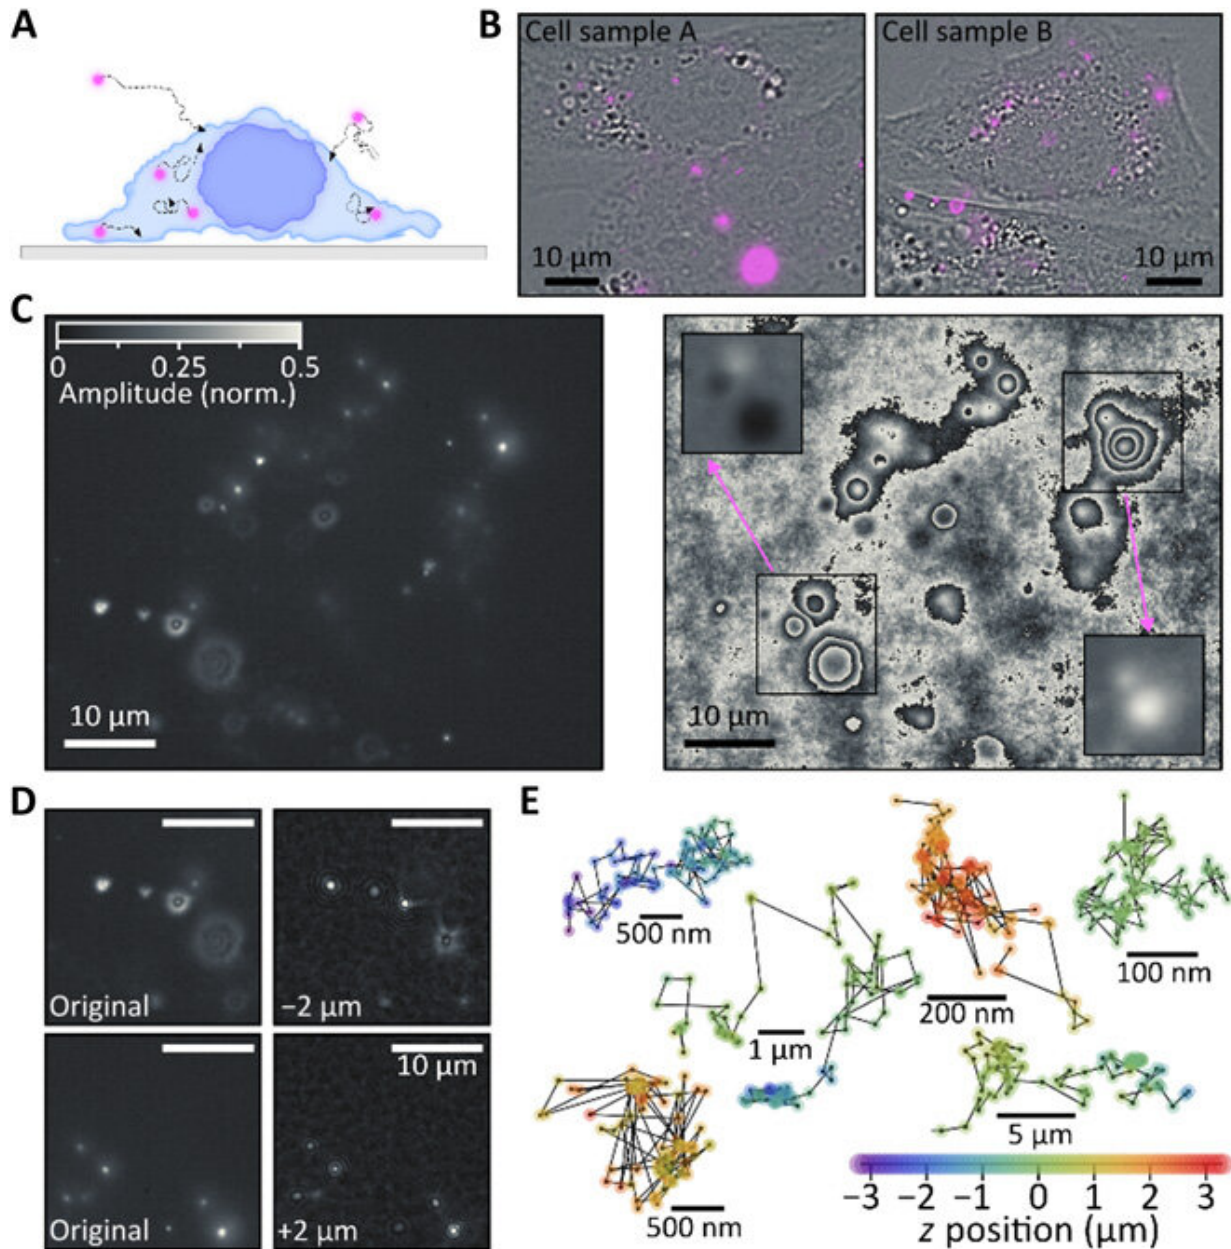 A
B
Cell sample A
Cell sample B
10 μm
10 μm
C
0
0.25
0.5
Amplitude (norm.)
10 μm
10 μm
D
Original
−2 μm
Original
10 μm
+2 μm
E
500 nm
1 μm
200 nm
100 nm
500 nm
5 μm
−3 −2 −1 0 1 2 3
z position (μm)